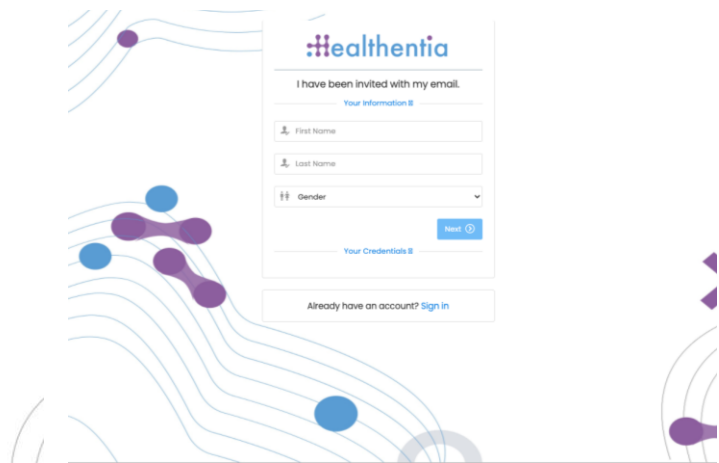 Healthentia
I have been invited with my email.
Your Information
First Name
Last Name
Gender
Next
Your Credentials
Already have an account? Sign in